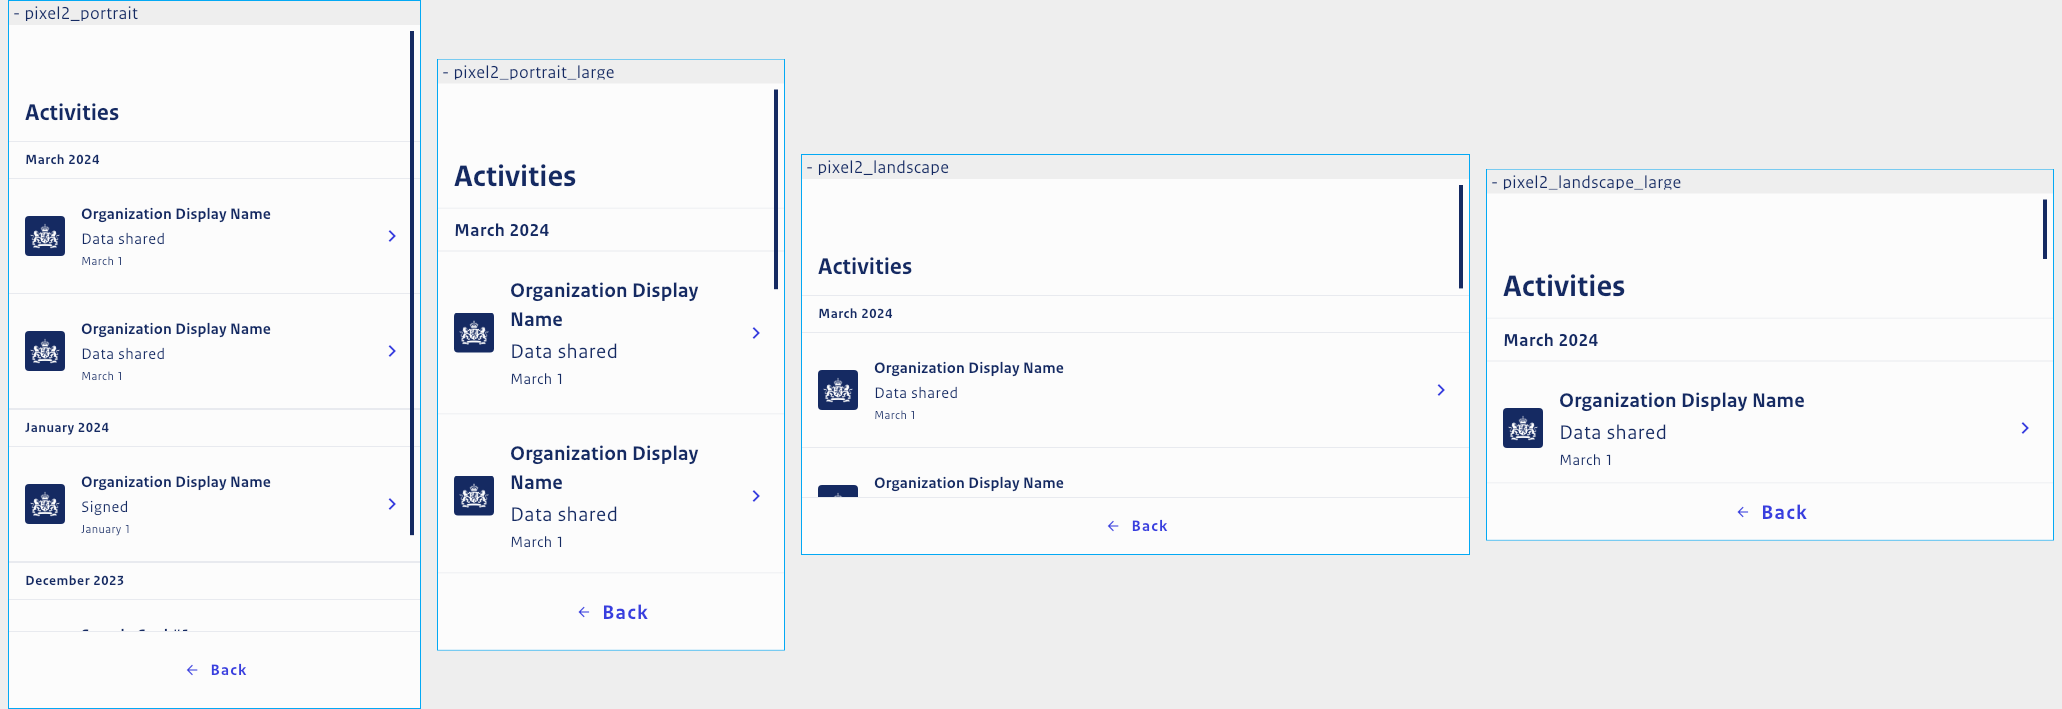 - pixel2_portrait
Activities
March 2024
Organization Display Name
Data shared
March 1
Organization Display Name
Data shared
March 1
January 2024
Organization Display Name
Signed
January 1
December 2023
Back
- pixel2_portrait_large
Activities
March 2024
Organization Display
Name
Data shared
March 1
Organization Display
Name
Data shared
March 1
Back
- pixel2_landscape
Activities
March 2024
Organization Display Name
Data shared
March 1
Organization Display Name
Back
- pixel2_landscape_large
Activities
March 2024
Organization Display Name
Data shared
March 1
Back